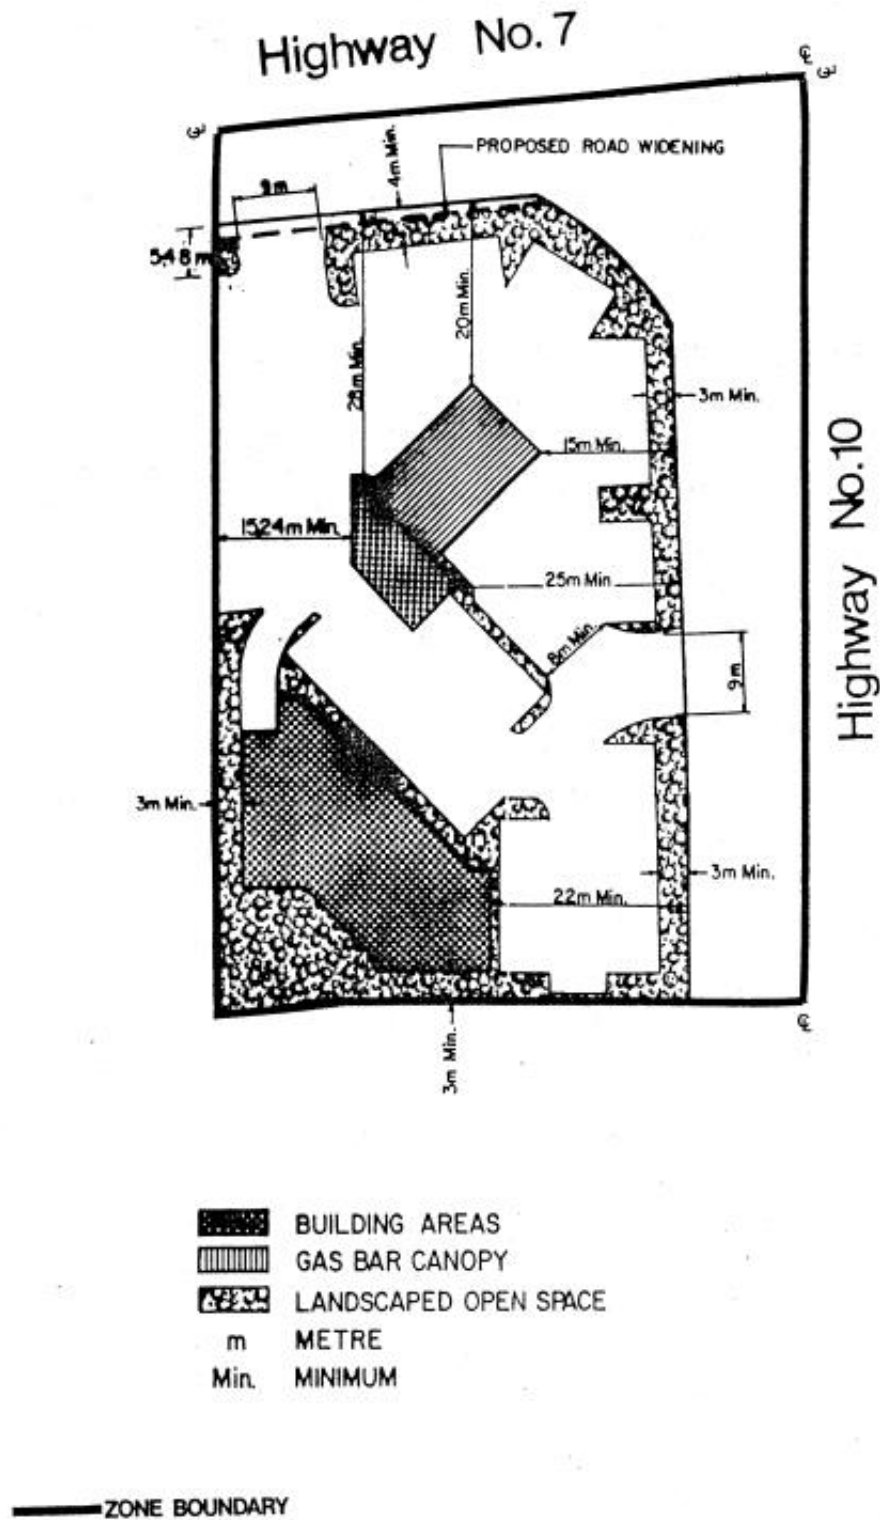 Highway No. 7
℄
℄
℄
PROPOSED ROAD WIDENING
4m Min.
9m
5.48 m
20m Min.
28m Min.
3m Min.
15m Min.
Highway No.10
15.24m Min.
25m Min
8m Min.
9m
3m Min.
3m Min.
22m Min.
℄
3m Min.
BUILDING AREAS
GAS BAR CANOPY
LANDSCAPED OPEN SPACE
m METRE
Min. MINIMUM
ZONE BOUNDARY